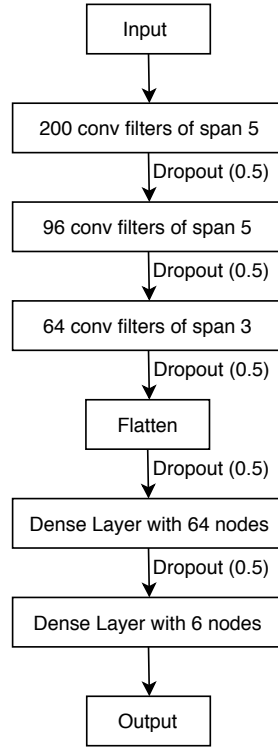 Input
200 conv filters of span 5
Dropout (0.5)
96 conv filters of span 5
Dropout (0.5)
64 conv filters of span 3
Dropout (0.5)
Flatten
Dropout (0.5)
Dense Layer with 64 nodes
Dropout (0.5)
Dense Layer with 6 nodes
Output